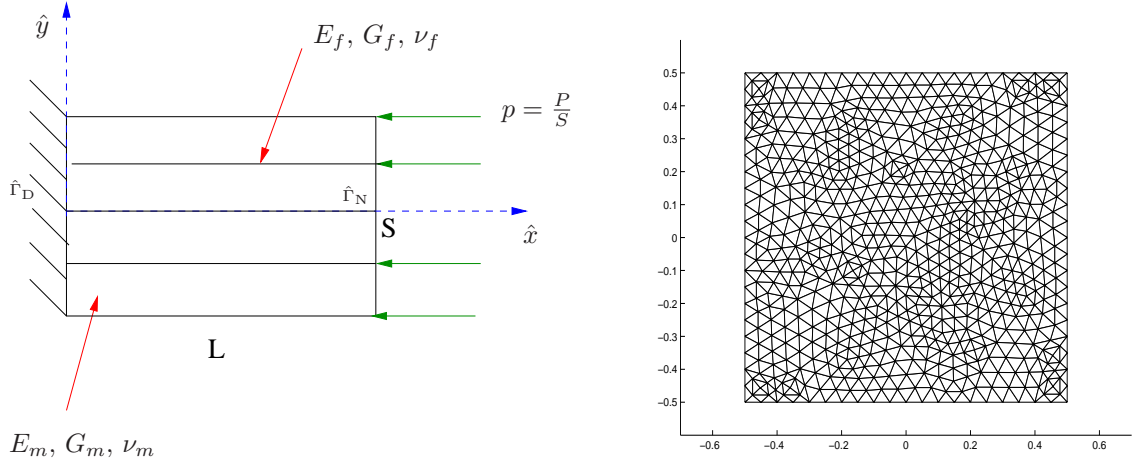 ŷ
E_f, G_f, ν_f
p = P/S
Γ̂_D
Γ̂_N
S
x̂
L
E_m, G_m, ν_m
0.5
0.4
0.3
0.2
0.1
0
−0.1
−0.2
−0.3
−0.4
−0.5
−0.6 −0.4 −0.2 0 0.2 0.4 0.6